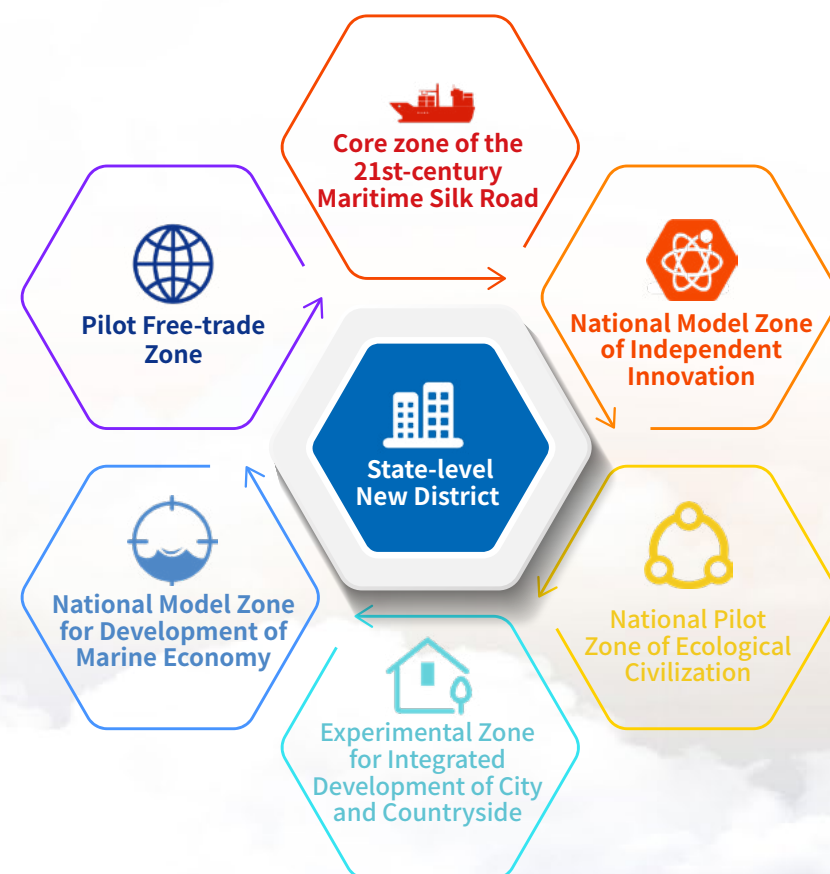 Core zone of the
21st-century
Maritime Silk Road
Pilot Free-trade
Zone
National Model Zone
of Independent
Innovation
State-level
New District
National Model Zone
for Development of
Marine Economy
National Pilot
Zone of Ecological
Civilization
Experimental Zone
for Integrated
Development of City
and Countryside